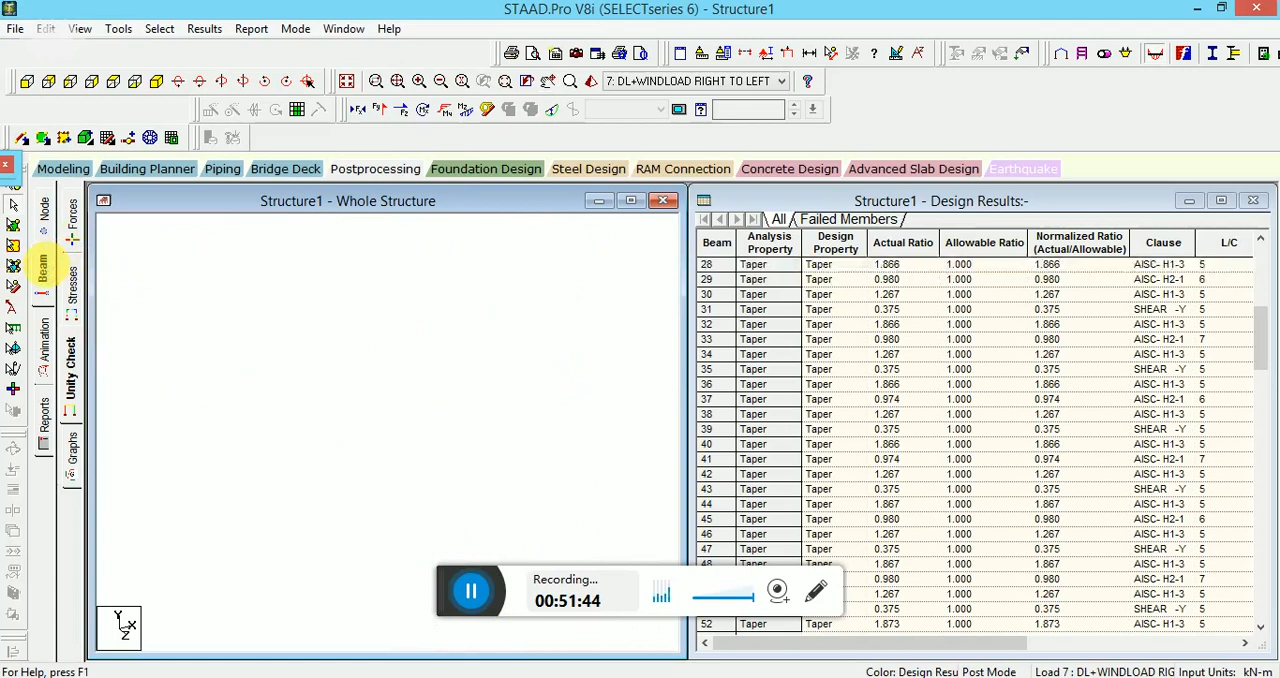 STAAD.Pro V8i (SELECTseries 6) - Structure1
File Edit View Tools Select Results Report Mode Window Help
7: DL+WINDLOAD RIGHT TO LEFT
Modeling Building Planner Piping Bridge Deck Postprocessing Foundation Design Steel Design RAM Connection Concrete Design Advanced Slab Design Earthquake
Node
Beam
Animation
Reports
Forces
Stresses
Unity Check
Graphs
Structure1 - Whole Structure
Y
X
Z
Structure1 - Design Results:-
All Failed Members
Beam Analysis Property Design Property Actual Ratio Allowable Ratio Normalized Ratio (Actual/Allowable) Clause L/C
28 Taper Taper 1.866 1.000 1.866 AISC- H1-3 5
29 Taper Taper 0.980 1.000 0.980 AISC- H2-1 6
30 Taper Taper 1.267 1.000 1.267 AISC- H1-3 5
31 Taper Taper 0.375 1.000 0.375 SHEAR -Y 5
32 Taper Taper 1.866 1.000 1.866 AISC- H1-3 5
33 Taper Taper 0.980 1.000 0.980 AISC- H2-1 7
34 Taper Taper 1.267 1.000 1.267 AISC- H1-3 5
35 Taper Taper 0.375 1.000 0.375 SHEAR -Y 5
36 Taper Taper 1.866 1.000 1.866 AISC- H1-3 5
37 Taper Taper 0.974 1.000 0.974 AISC- H2-1 6
38 Taper Taper 1.267 1.000 1.267 AISC- H1-3 5
39 Taper Taper 0.375 1.000 0.375 SHEAR -Y 5
40 Taper Taper 1.866 1.000 1.866 AISC- H1-3 5
41 Taper Taper 0.974 1.000 0.974 AISC- H2-1 7
42 Taper Taper 1.267 1.000 1.267 AISC- H1-3 5
43 Taper Taper 0.375 1.000 0.375 SHEAR -Y 5
44 Taper Taper 1.867 1.000 1.867 AISC- H1-3 5
45 Taper Taper 0.980 1.000 0.980 AISC- H2-1 6
46 Taper Taper 1.267 1.000 1.267 AISC- H1-3 5
47 Taper Taper 0.375 1.000 0.375 SHEAR -Y 5
1.000 1.867 AISC- H1-3 5
1.000 0.980 AISC- H2-1 7
1.000 1.267 AISC- H1-3 5
1.000 0.375 SHEAR -Y 5
52 Taper Taper 1.873 1.000 1.873 AISC- H1-3 5
Recording...
00:51:44
For Help, press F1
Color: Design Resu Post Mode Load 7 : DL+WINDLOAD RIG Input Units: kN-m